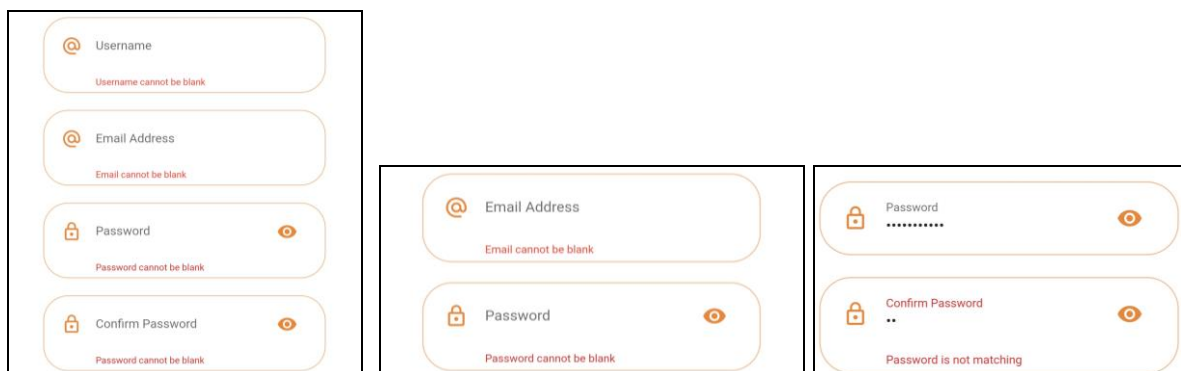 Username
Username cannot be blank
Email Address
Email cannot be blank
Password
Password cannot be blank
Confirm Password
Password cannot be blank
Email Address
Email cannot be blank
Password
Password cannot be blank
Password
•••••••••••
Confirm Password
••
Password is not matching